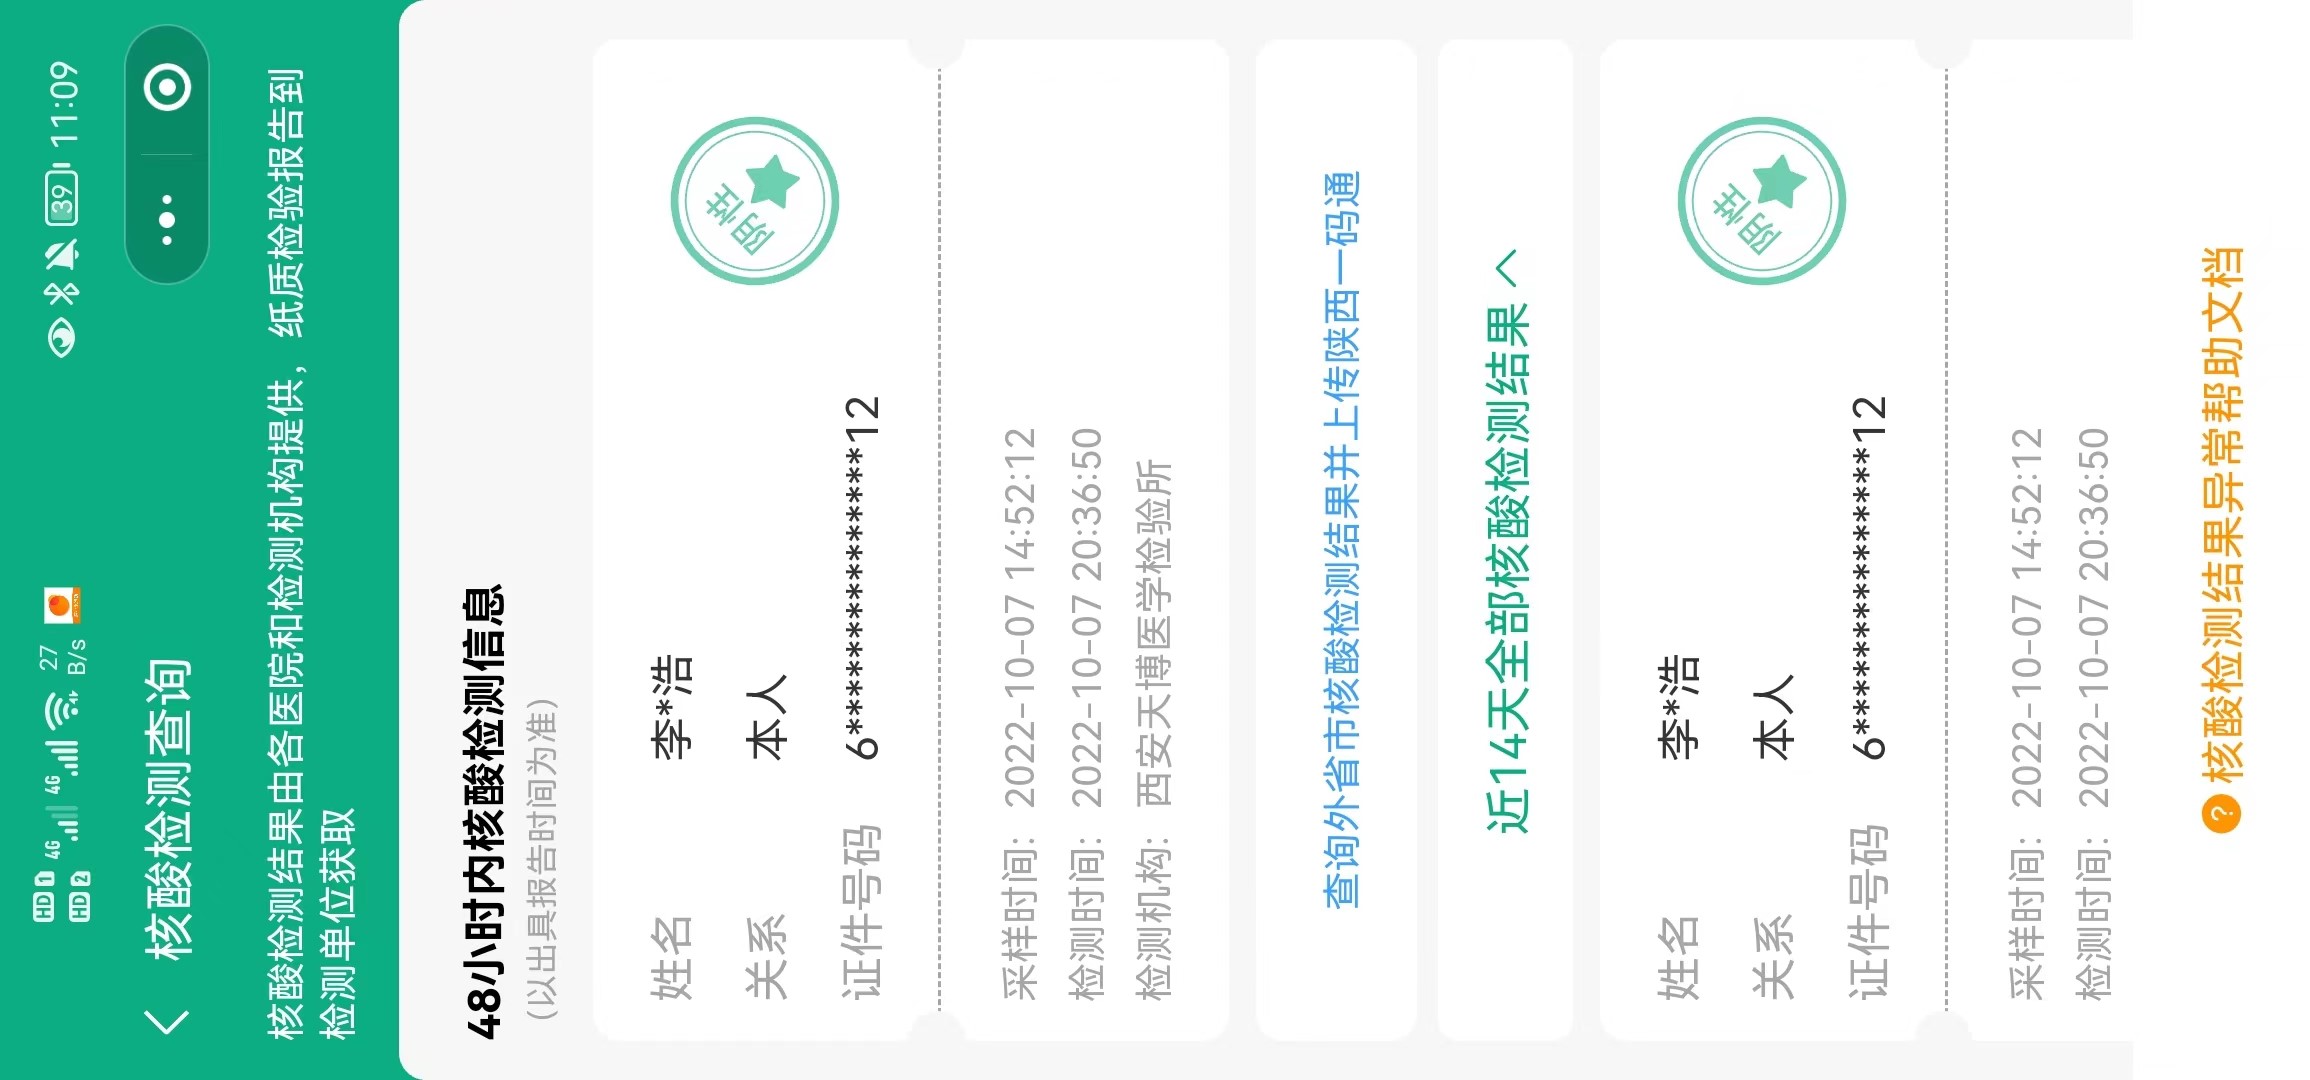 HD 1 4G 4G 27 B/s 39 11:09
HD 2
核酸检测查询
核酸检测结果由各医院和检测机构提供，纸质检验报告到
检测单位获取
48小时内核酸检测信息
(以出具报告时间为准)
姓名 李*浩
阴性
关系 本人
证件号码 6***************12
采样时间： 2022-10-07 14:52:12
检测时间： 2022-10-07 20:36:50
检测机构： 西安天博医学检验所
查询外省市核酸检测结果并上传陕西一码通
近14天全部核酸检测结果
姓名 李*浩
阴性
关系 本人
证件号码 6***************12
采样时间： 2022-10-07 14:52:12
检测时间： 2022-10-07 20:36:50
? 核酸检测结果异常帮助文档